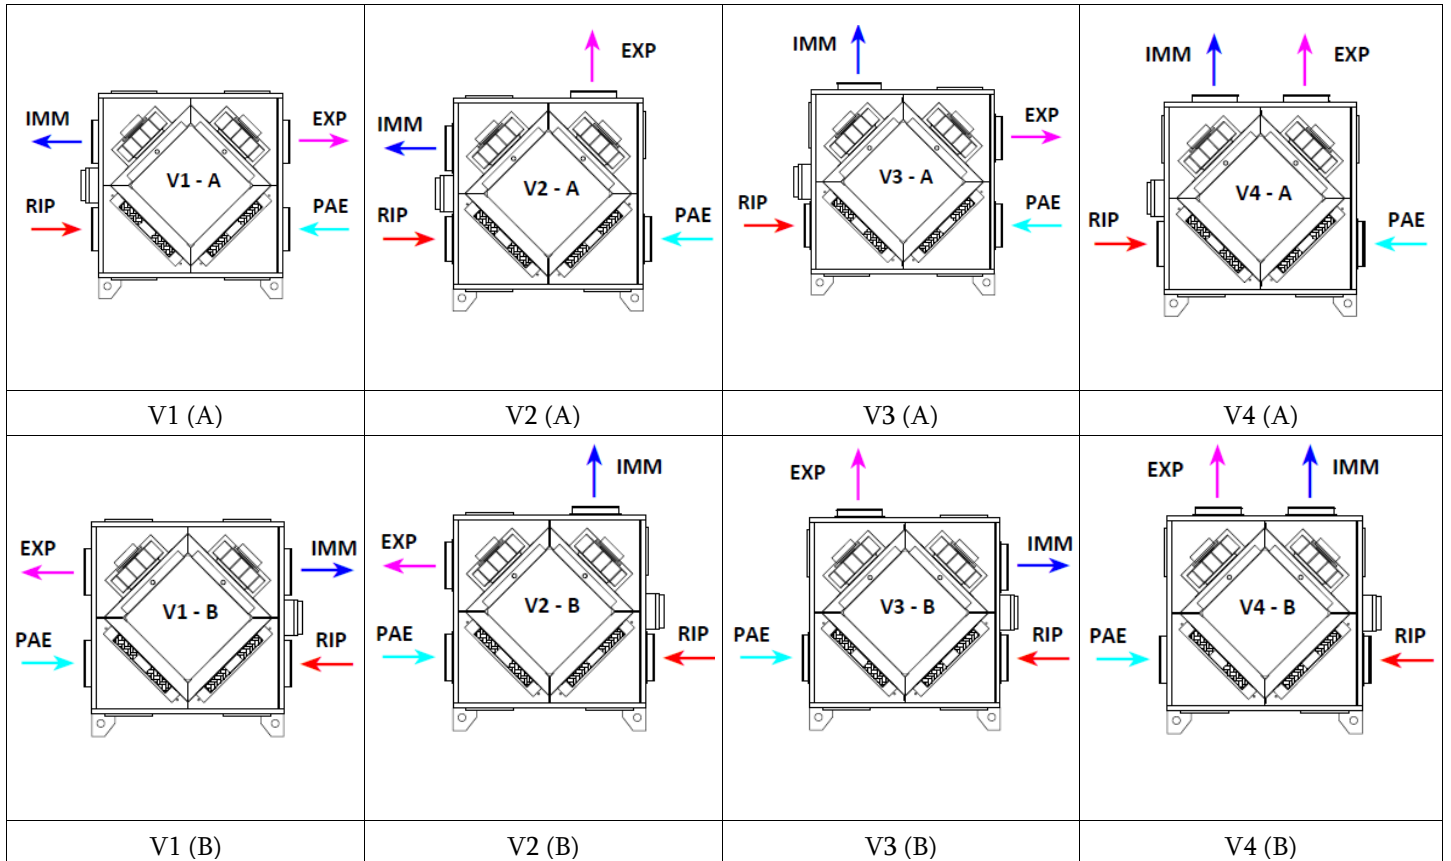 IMM
EXP
V1 - A
RIP
PAE
V1 (A)
EXP
IMM
V2 - A
RIP
PAE
V2 (A)
IMM
EXP
V3 - A
RIP
PAE
V3 (A)
IMM
EXP
V4 - A
RIP
PAE
V4 (A)
EXP
IMM
V1 - B
PAE
RIP
V1 (B)
IMM
EXP
V2 - B
PAE
RIP
V2 (B)
EXP
IMM
V3 - B
PAE
RIP
V3 (B)
EXP
IMM
V4 - B
PAE
RIP
V4 (B)